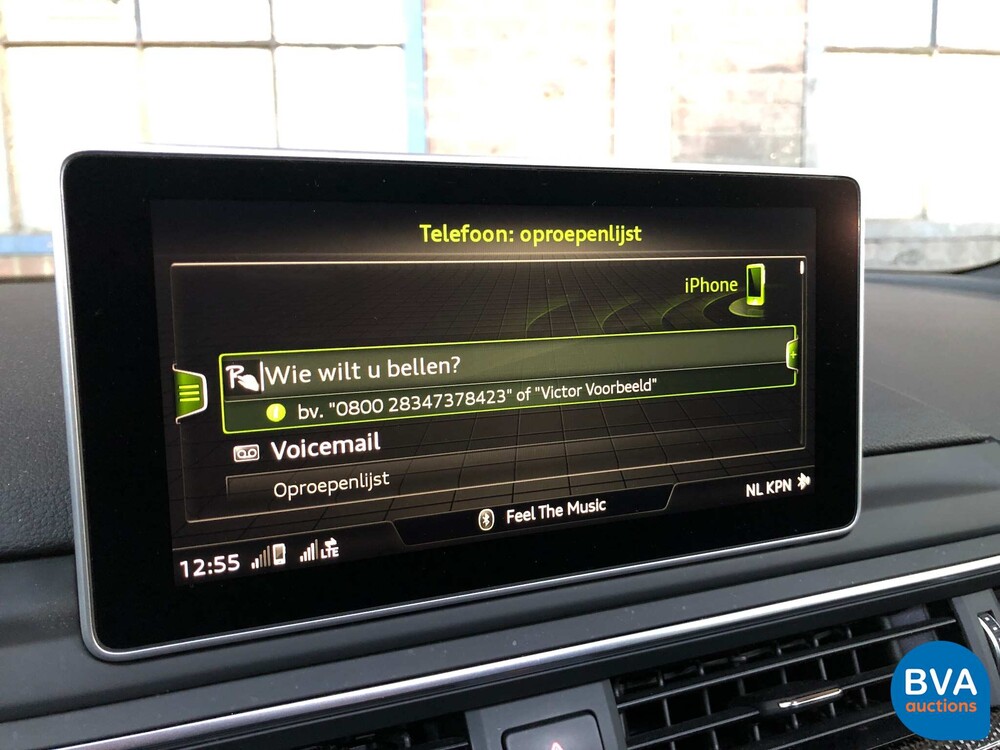 Telefoon: oproepenlijst
iPhone
Wie wilt u bellen?
bv. "0800 28347378423" of "Victor Voorbeeld"
Voicemail
Oproepenlijst
NL KPN
Feel The Music
12:55
LTE
BVA
auctions